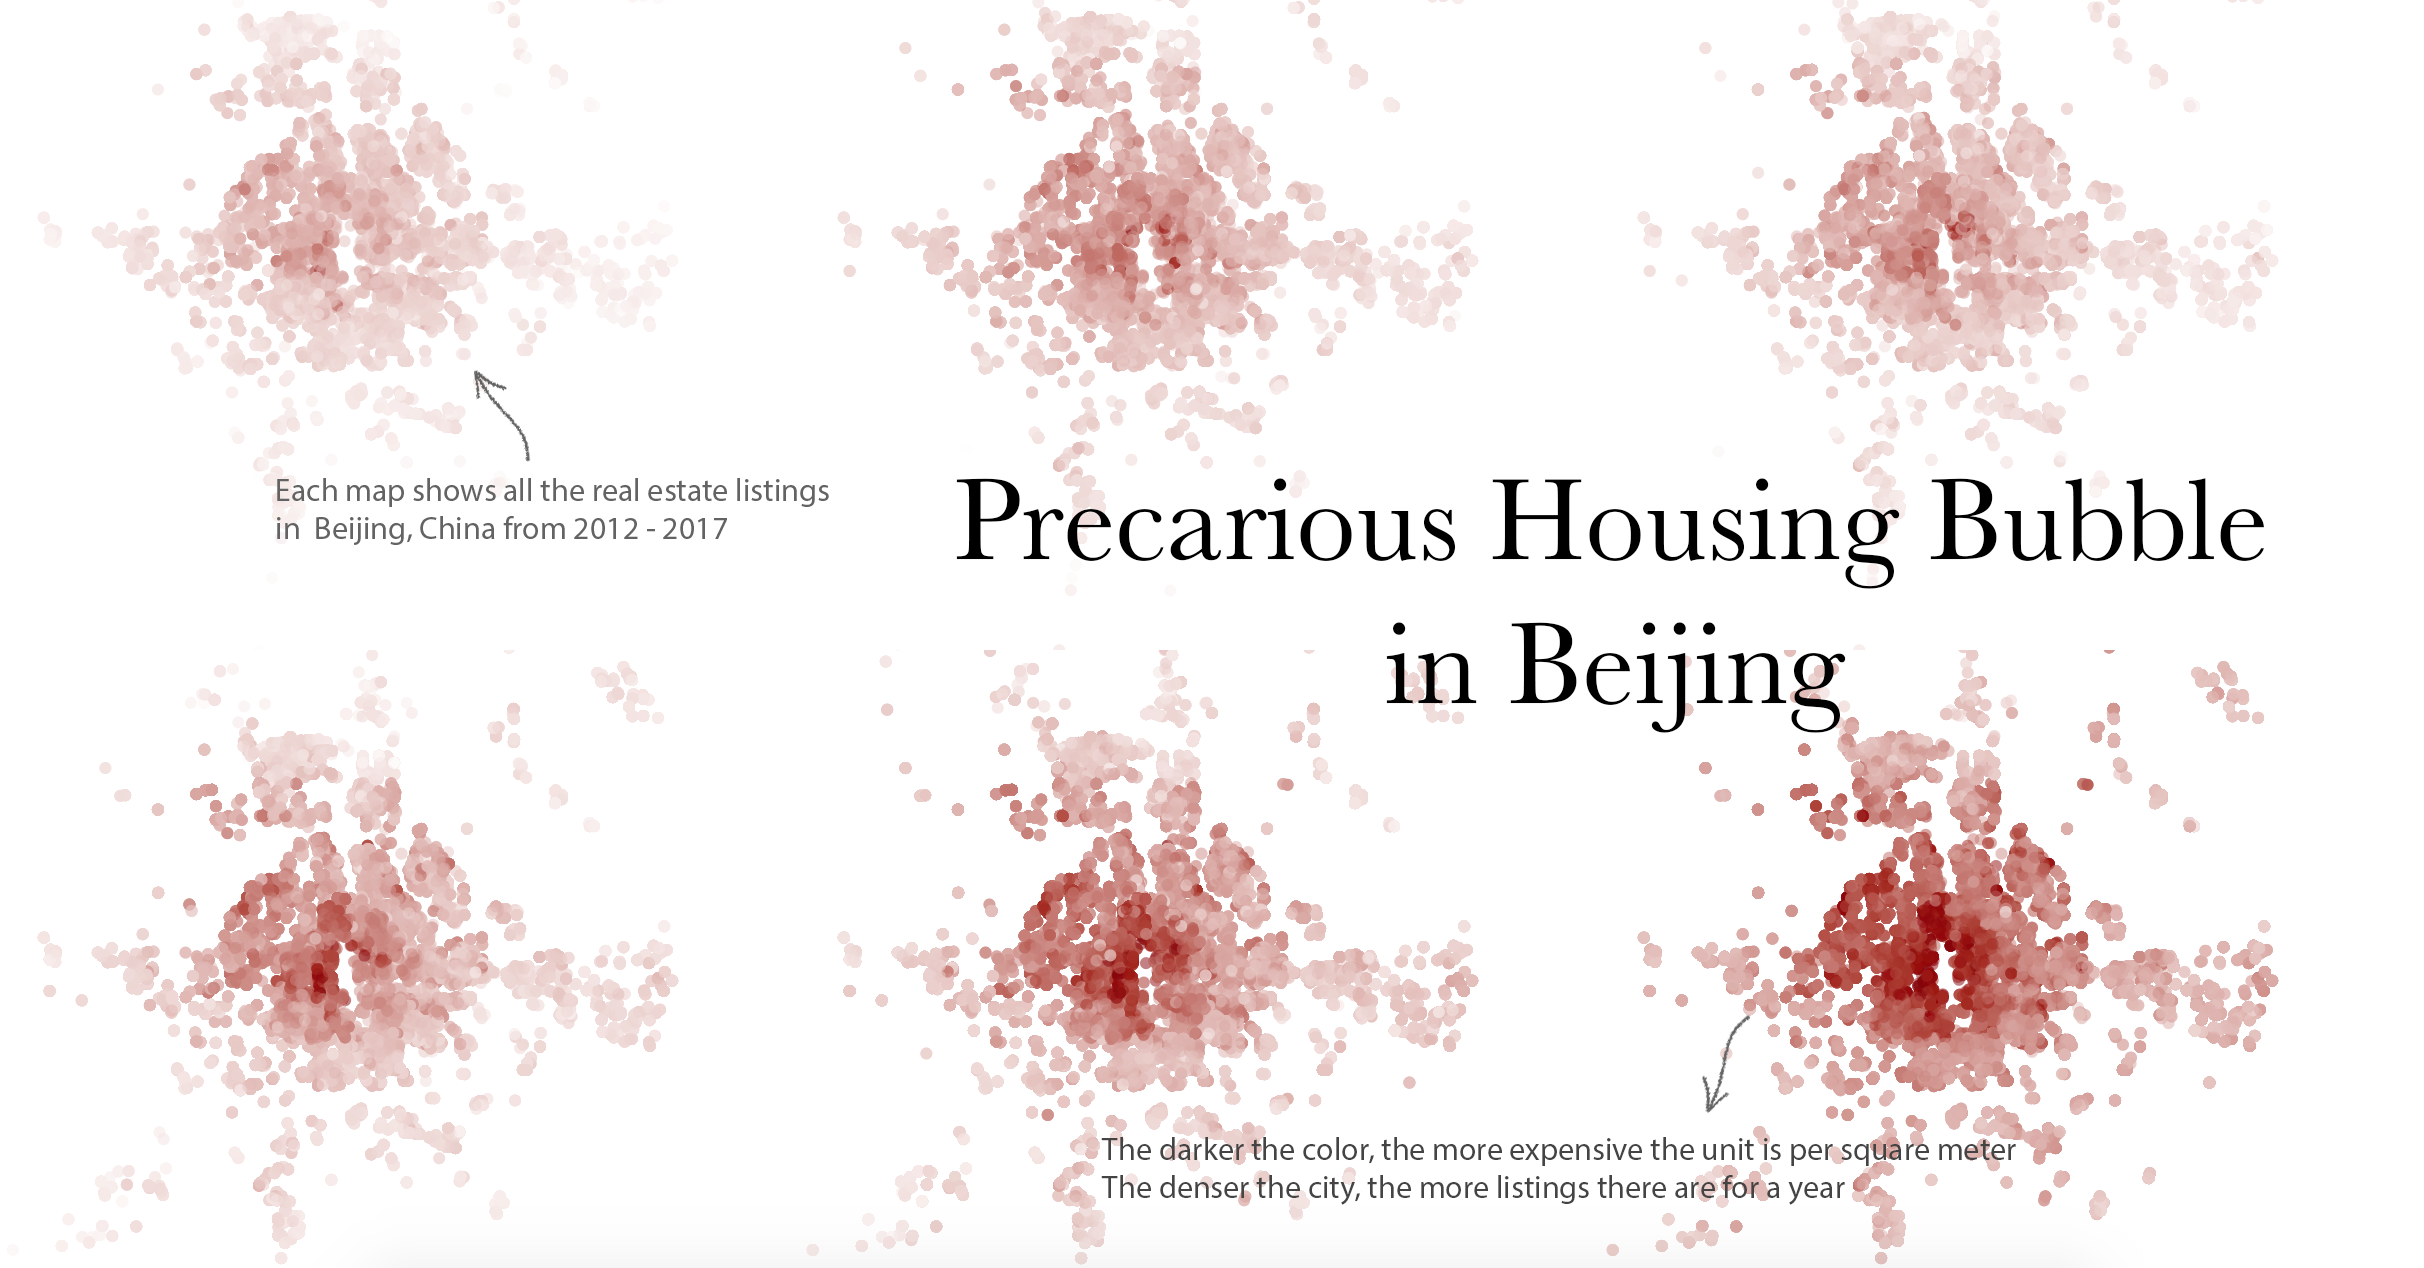 Each map shows all the real estate listings
in Beijing, China from 2012 - 2017
Precarious Housing Bubble
in Beijing
The darker the color, the more expensive the unit is per square meter
The denser the city, the more listings there are for a year